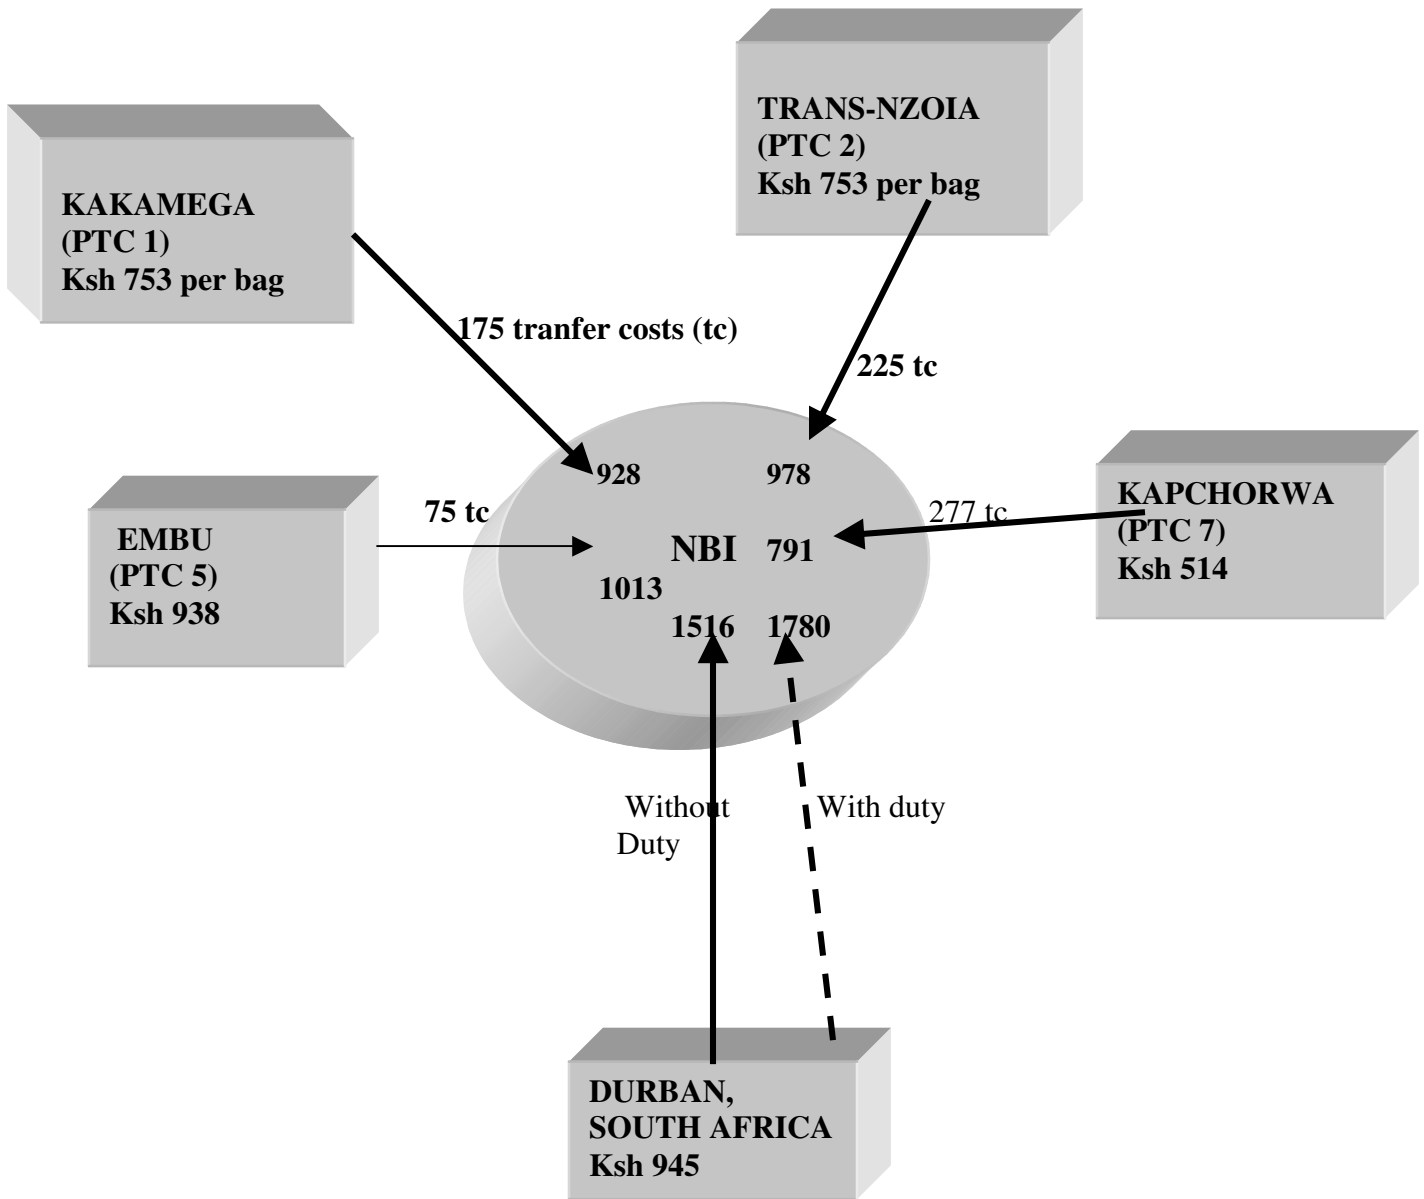 TRANS-NZOIA
(PTC 2)
Ksh 753 per bag
KAKAMEGA
(PTC 1)
Ksh 753 per bag
175 tranfer costs (tc)
225 tc
928
978
EMBU
(PTC 5)
Ksh 938
75 tc
277 tc
KAPCHORWA
(PTC 7)
Ksh 514
NBI
791
1013
1516
1780
Without
Duty
With duty
DURBAN,
SOUTH AFRICA
Ksh 945